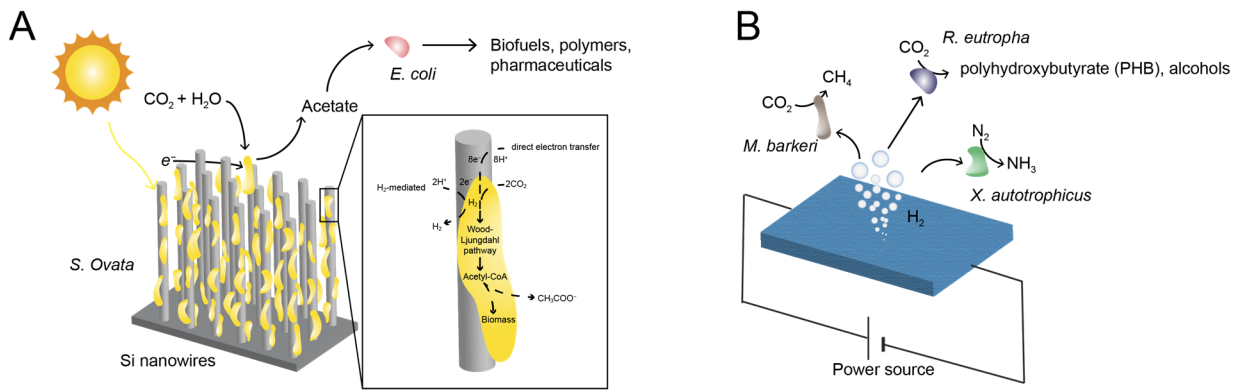 A
CO₂ + H₂O
e⁻
S. Ovata
Si nanowires
Acetate
E. coli
Biofuels, polymers,
pharmaceuticals
direct electron transfer
8e⁻
8H⁺
H₂-mediated
2H⁺
2e⁻
2CO₂
H₂
H₂
Wood-
Ljungdahl
pathway
Acetyl-CoA
CH₃COO⁻
Biomass
B
CO₂
R. eutropha
polyhydroxybutyrate (PHB), alcohols
CH₄
CO₂
M. barkeri
N₂
NH₃
X. autotrophicus
H₂
Power source